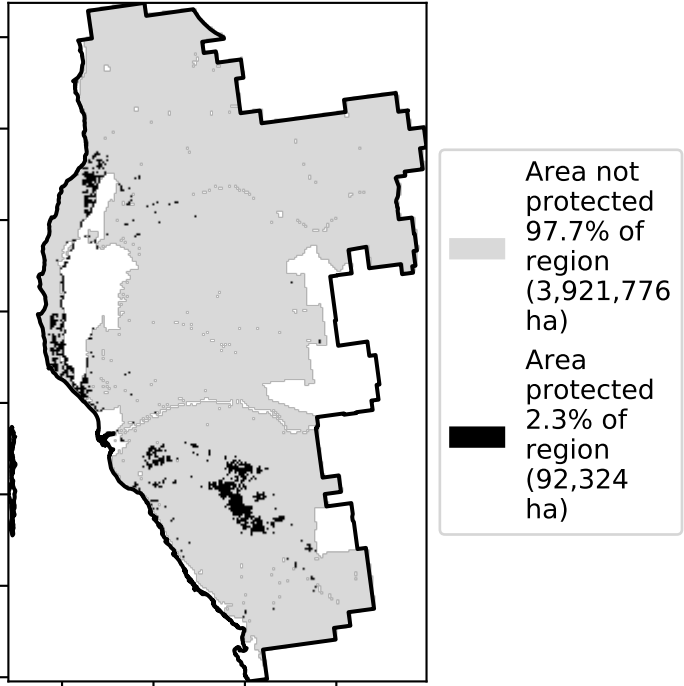 Area not
protected
97.7% of
region
(3,921,776
ha)
Area
protected
2.3% of
region
(92,324
ha)